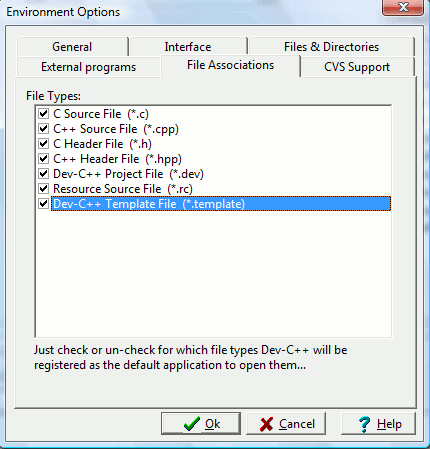 Environment Options
General
Interface
Files & Directories
External programs
File Associations
CVS Support
File Types:
C Source File (*.c)
C++ Source File (*.cpp)
C Header File (*.h)
C++ Header File (*.hpp)
Dev-C++ Project File (*.dev)
Resource Source File (*.rc)
Dev-C++ Template File (*.template)
Just check or un-check for which file types Dev-C++ will be
registered as the default application to open them...
Ok
Cancel
Help